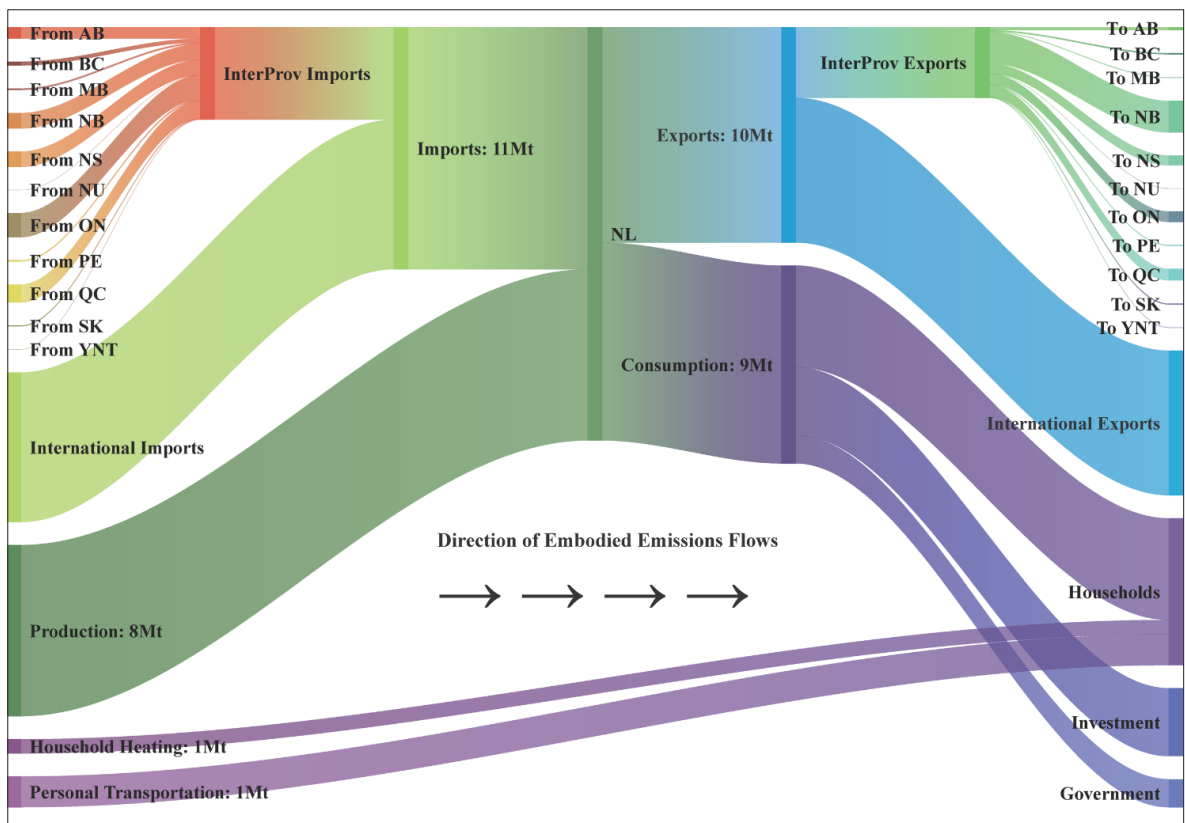 From AB
From BC
From MB
From NB
From NS
From NU
From ON
From PE
From QC
From SK
From YNT
International Imports
Production: 8Mt
Household Heating: 1Mt
Personal Transportation: 1Mt
InterProv Imports
Imports: 11Mt
NL
Exports: 10Mt
Consumption: 9Mt
Direction of Embodied Emissions Flows
InterProv Exports
To AB
To BC
To MB
To NB
To NS
To NU
To ON
To PE
To QC
To SK
To YNT
International Exports
Households
Investment
Government